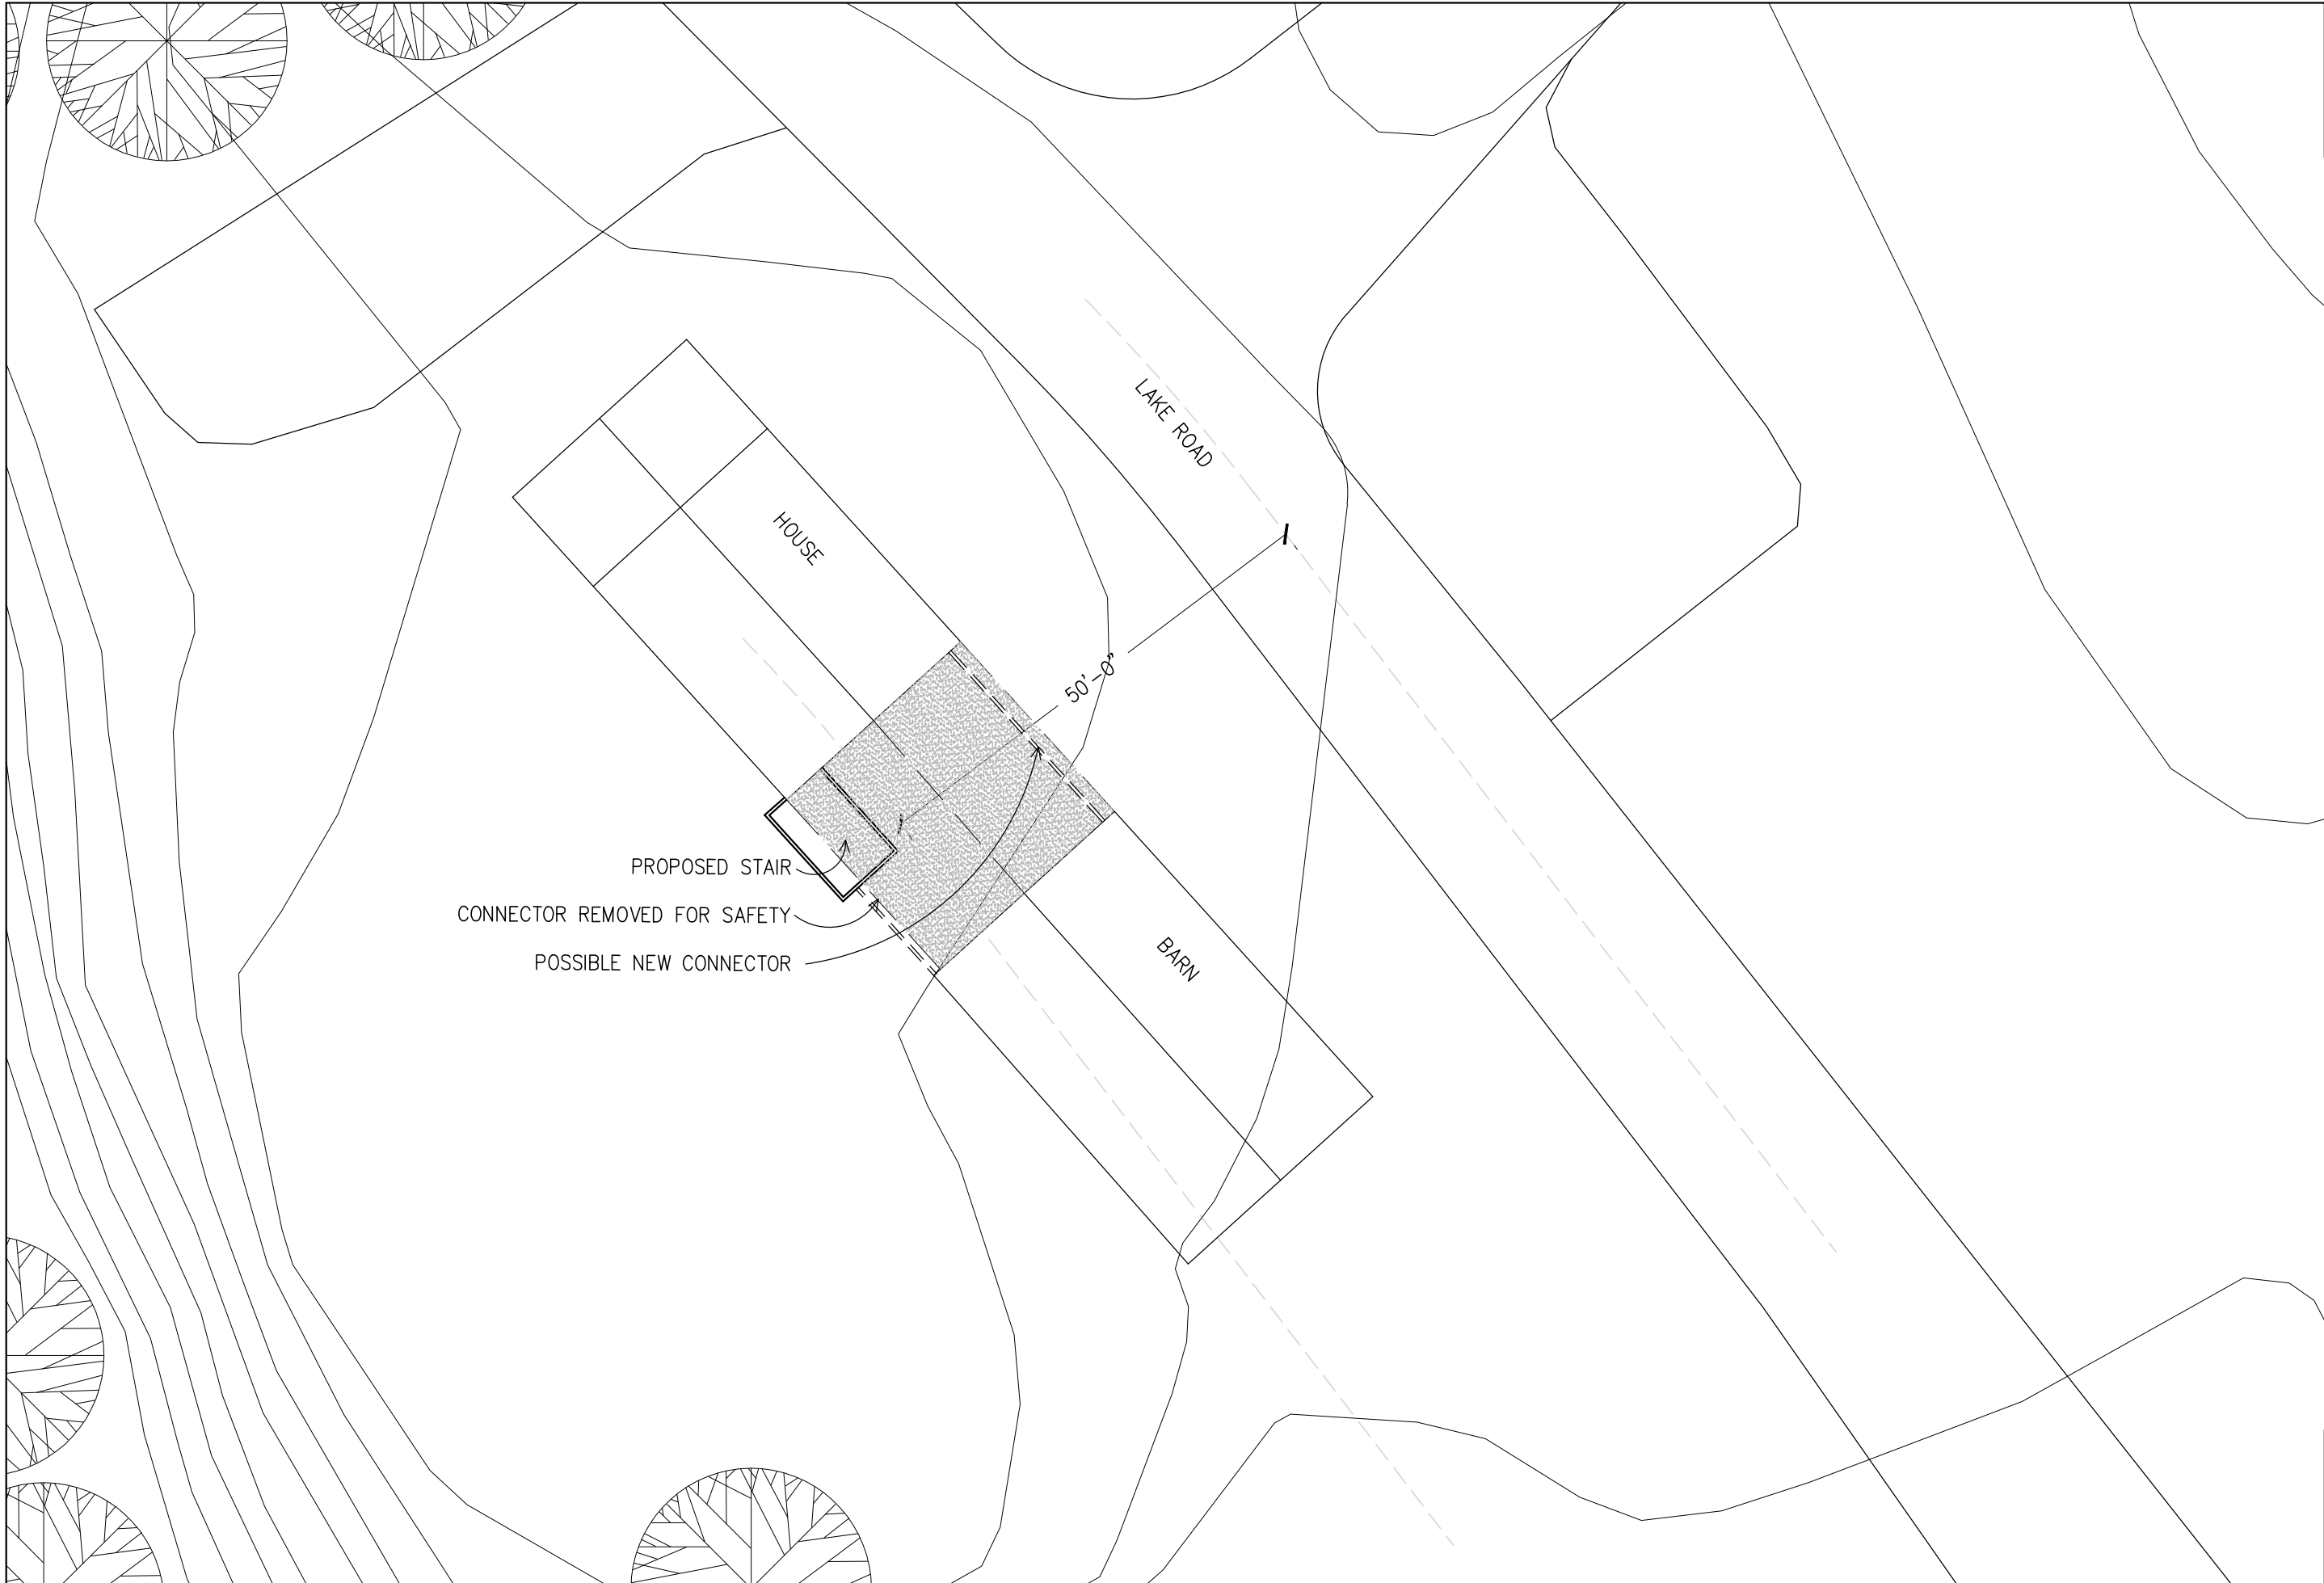 LAKE ROAD
HOUSE
50'-0"
PROPOSED STAIR
CONNECTOR REMOVED FOR SAFETY
POSSIBLE NEW CONNECTOR
BARN